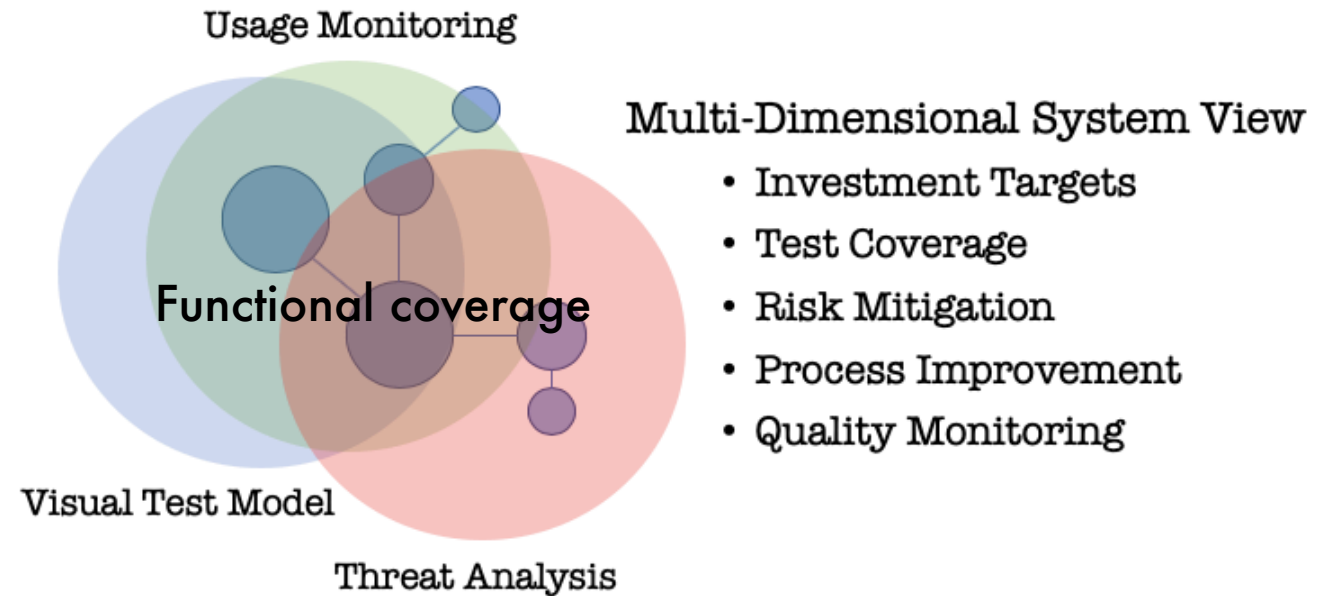 Usage Monitoring
Multi-Dimensional System View
• Investment Targets
• Test Coverage
Functional coverage
• Risk Mitigation
• Process Improvement
• Quality Monitoring
Visual Test Model
Threat Analysis